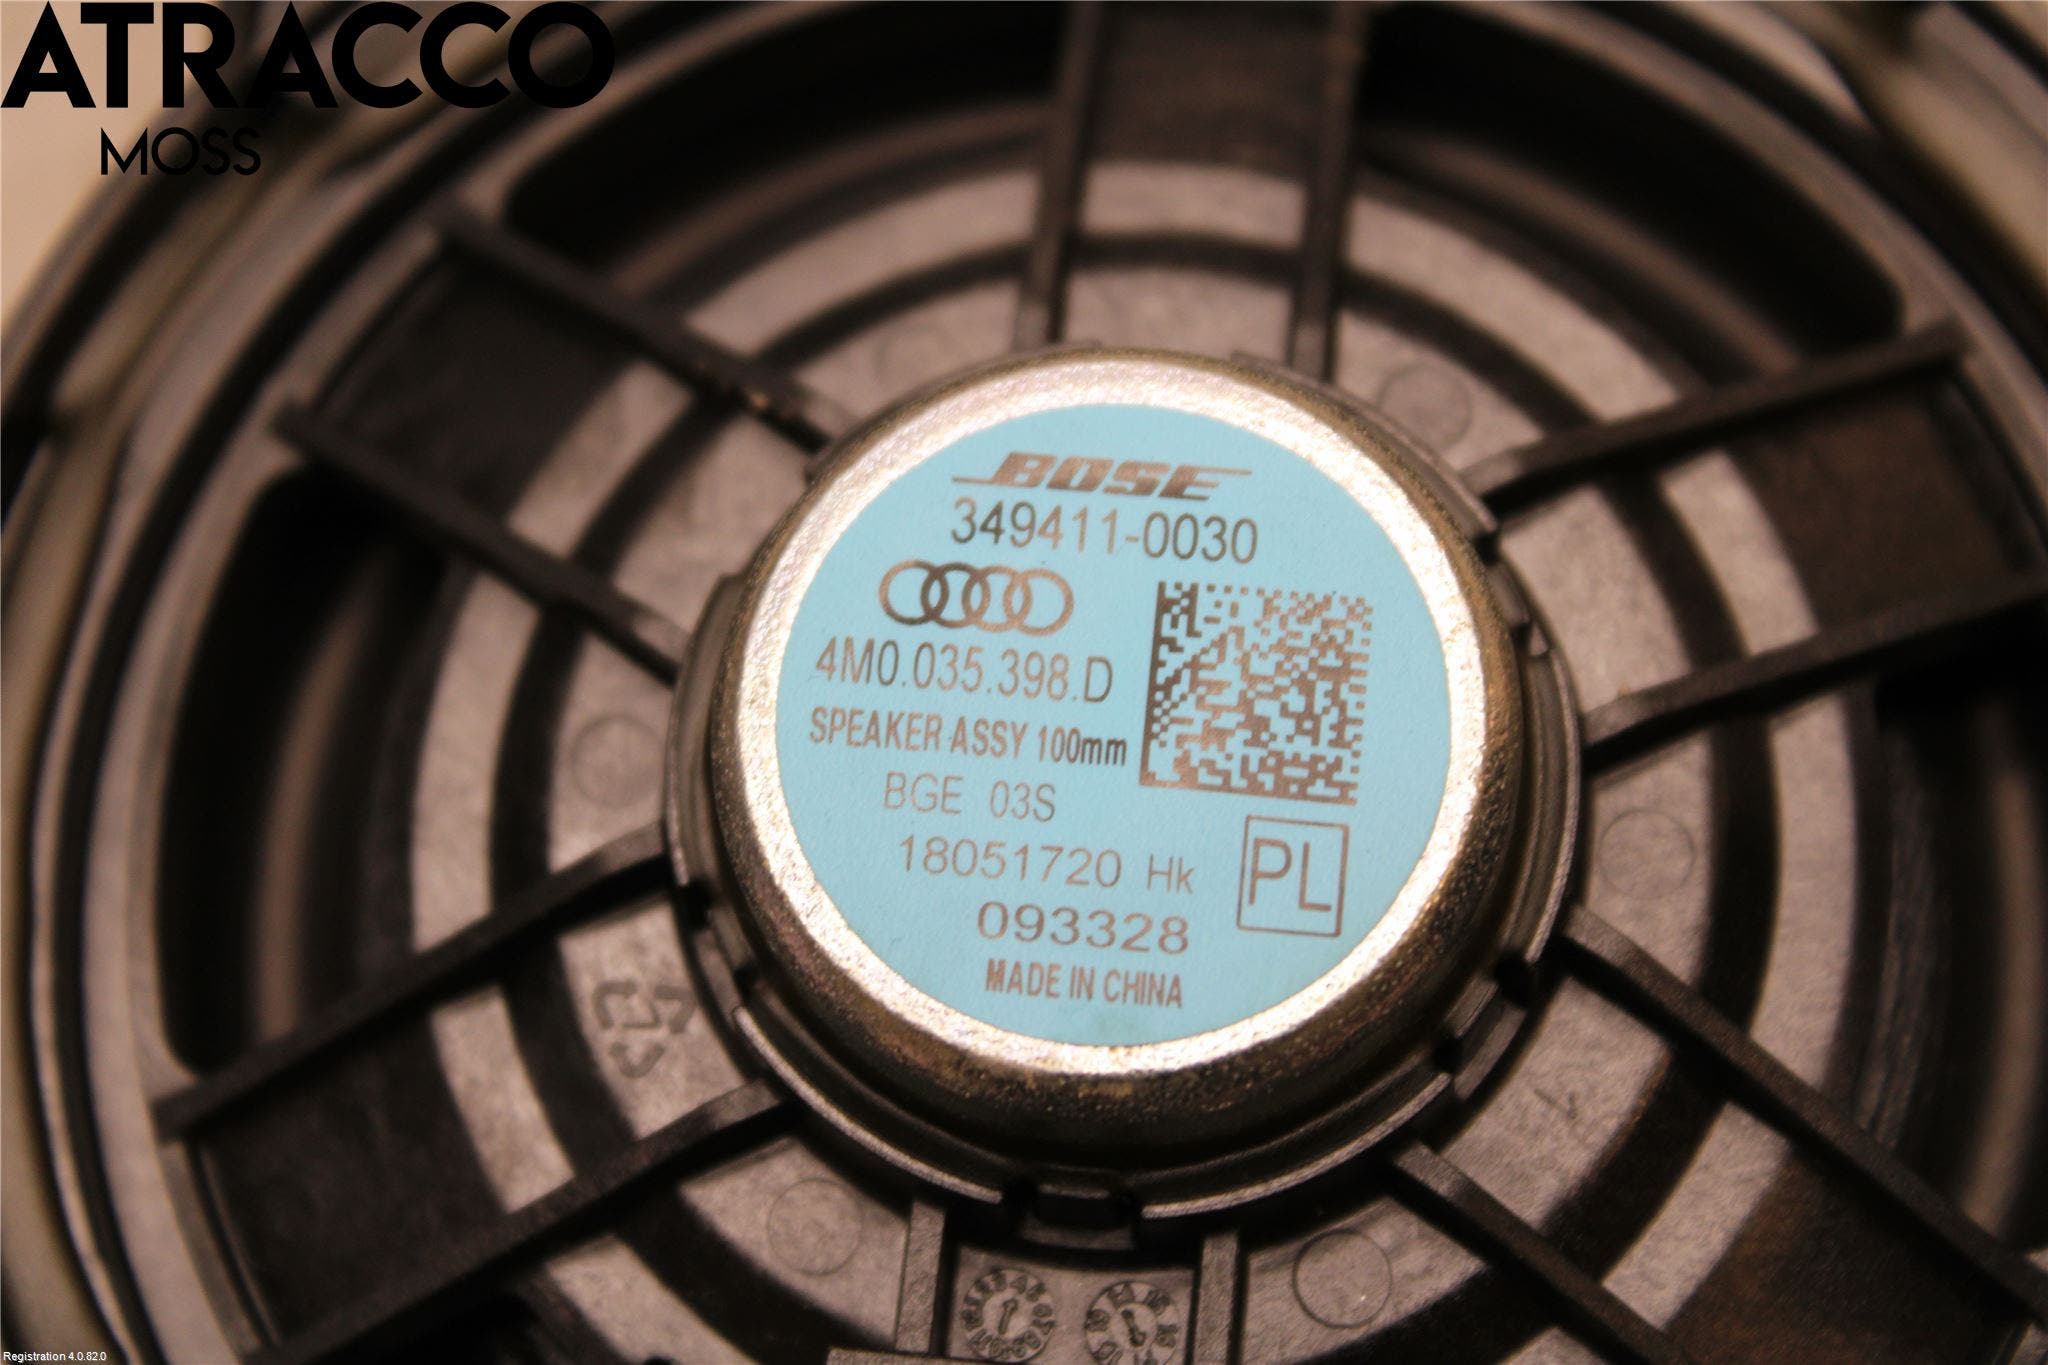 ATRACCO
MOSS
BOSE
349411-0030
4M0.035.398.D
SPEAKER ASSY 100mm
BGE 03S
18051720 Hk
PL
093328
MADE IN CHINA
Registration 4.0.82.0